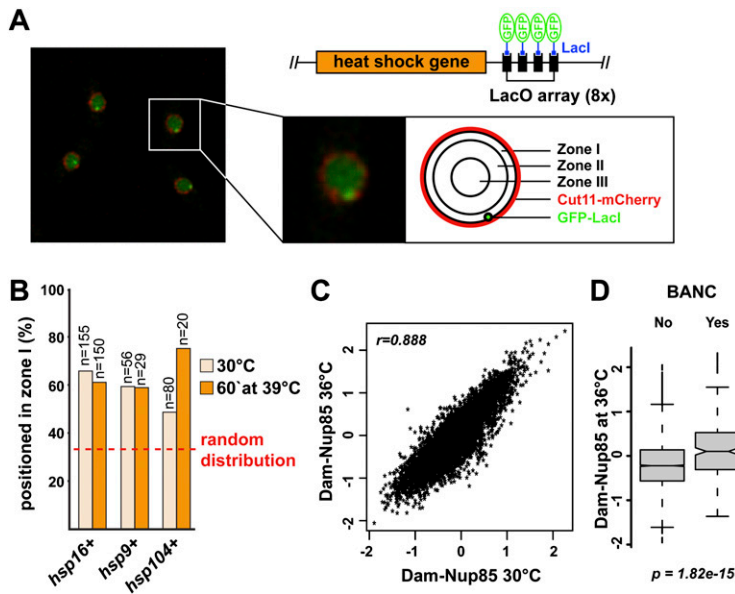 A
GFP GFP GFP GFP
LacI
heat shock gene
//
//
LacO array (8x)
Zone I
Zone II
Zone III
Cut11-mCherry
GFP-LacI
B
positioned in zone I (%)
100
80
60
40
20
n=155
n=150
n=56
n=29
n=80
n=20
30°C
60`at 39°C
random
distribution
hsp16+
hsp9+
hsp104+
C
r=0.888
Dam-Nup85 36°C
2
1
0
-1
-2
-2 -1 0 1 2
Dam-Nup85 30°C
D
BANC
No Yes
Dam-Nup85 at 36°C
2
1
0
-1
-2
p = 1.82e-15